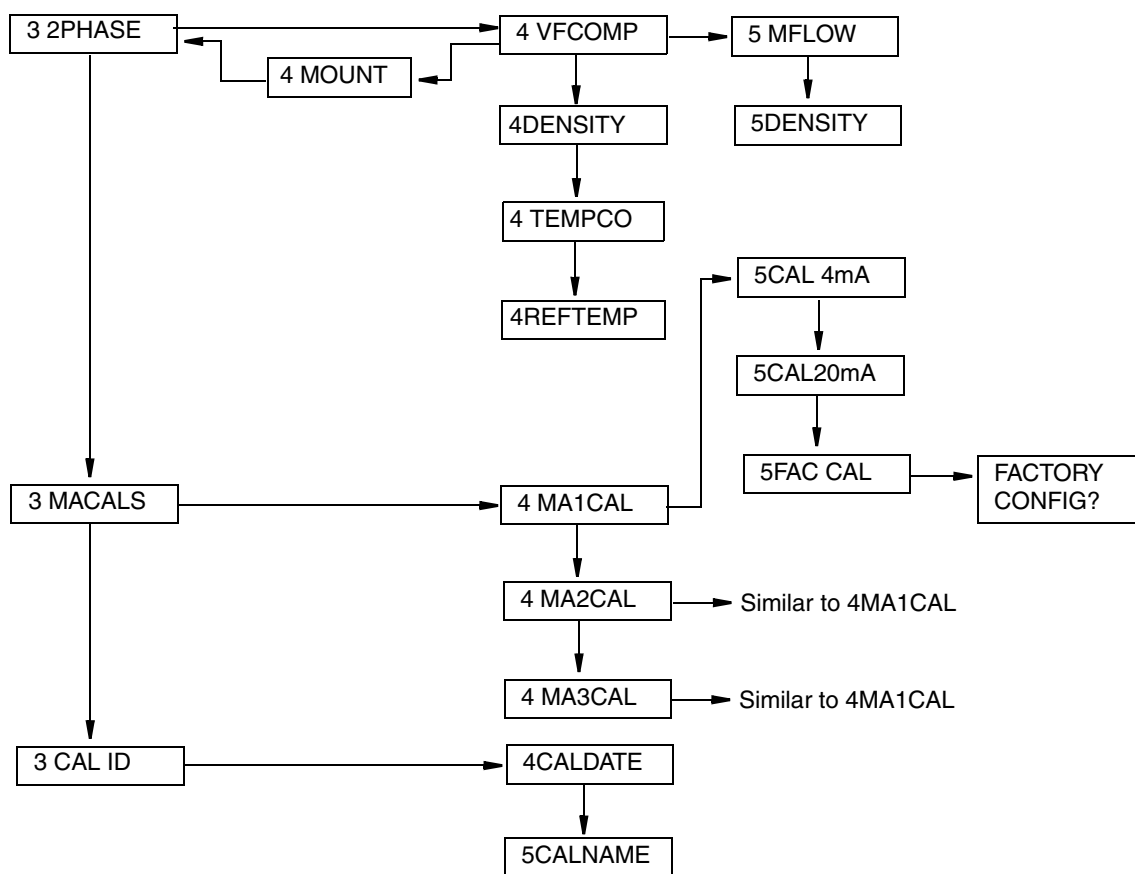 3 2PHASE
4 VFCOMP
5 MFLOW
4 MOUNT
4DENSITY
5DENSITY
4 TEMPCO
5CAL 4mA
4REFTEMP
5CAL20mA
5FAC CAL
FACTORY
CONFIG?
3 MACALS
4 MA1CAL
4 MA2CAL
Similar to 4MA1CAL
4 MA3CAL
Similar to 4MA1CAL
3 CAL ID
4CALDATE
5CALNAME